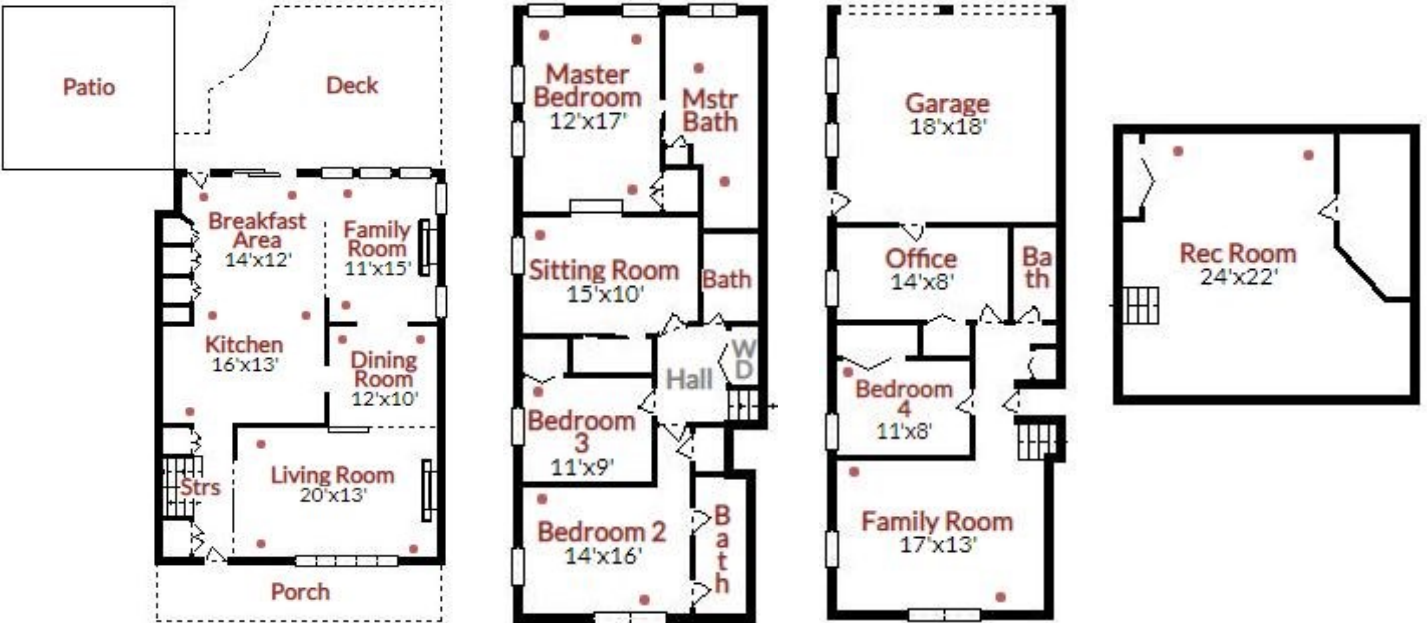 Patio
Deck
Breakfast
Area
14'x12'
Family
Room
11'x15'
Kitchen
16'x13'
Dining
Room
12'x10'
Strs
Living Room
20'x13'
Porch
Master
Bedroom
12'x17'
Mstr
Bath
Sitting Room
15'x10'
Bath
Hall
W
D
Bedroom
3
11'x9'
Bedroom 2
14'x16'
B
a
t
h
Garage
18'x18'
Office
14'x8'
Ba
th
Bedroom
4
11'x8'
Family Room
17'x13'
Rec Room
24'x22'